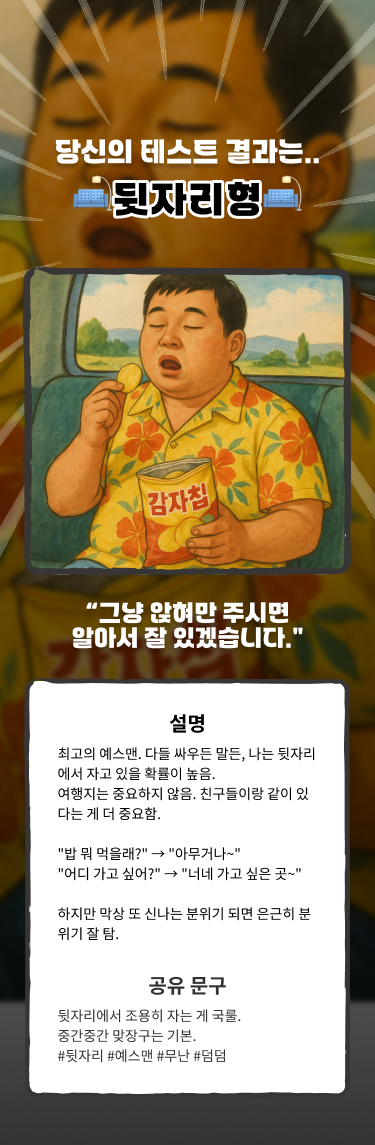 당신의 테스트 결과는..
뒷자리형
감자칩
“그냥 앉혀만 주시면
알아서 잘 있겠습니다."
설명
최고의 예스맨. 다들 싸우든 말든, 나는 뒷자리
에서 자고 있을 확률이 높음.
여행지는 중요하지 않음. 친구들이랑 같이 있
다는 게 더 중요함.
"밥 뭐 먹을래?" → "아무거나~"
"어디 가고 싶어?" → "너네 가고 싶은 곳~"
하지만 막상 또 신나는 분위기 되면 은근히 분
위기 잘 탐.
공유 문구
뒷자리에서 조용히 자는 게 국룰.
중간중간 맞장구는 기본.
#뒷자리 #예스맨 #무난 #덤덤